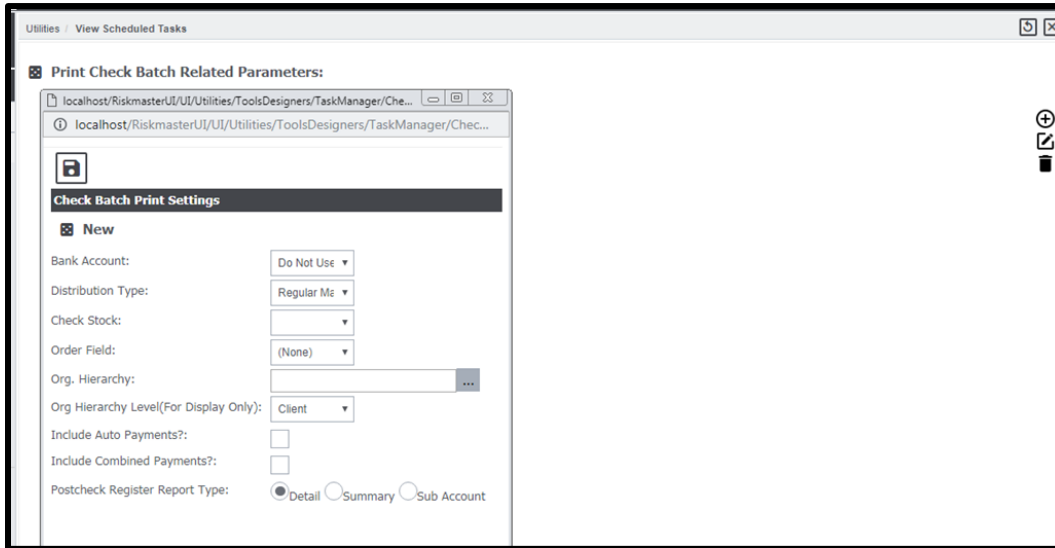 Utilities / View Scheduled Tasks
Print Check Batch Related Parameters:
localhost/RiskmasterUI/UI/Utilities/ToolsDesigners/TaskManager/Che...
localhost/RiskmasterUI/UI/Utilities/ToolsDesigners/TaskManager/Chec...
Check Batch Print Settings
New
Bank Account: Do Not Use
Distribution Type: Regular Ma
Check Stock:
Order Field: (None)
Org. Hierarchy: ...
Org Hierarchy Level(For Display Only): Client
Include Auto Payments?:
Include Combined Payments?:
Postcheck Register Report Type: Detail Summary Sub Account